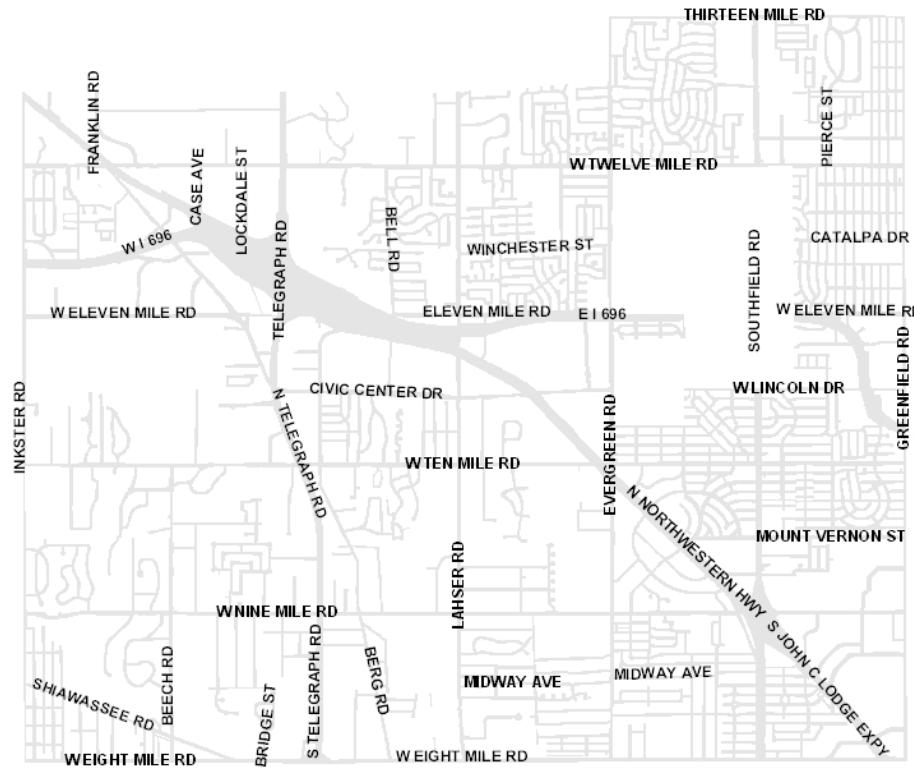 THIRTEEN MILE RD
FRANKLIN RD
PIERCE ST
CASE AVE
LOCKDALE ST
W TWELVE MILE RD
W I 696
TELEGRAPH RD
BELL RD
WINCHESTER ST
SOUTHFIELD RD
CATALPA DR
W ELEVEN MILE RD
ELEVEN MILE RD
E I 696
W ELEVEN MILE RD
GREENFIELD RD
CIVIC CENTER DR
W LINCOLN DR
INKSTER RD
N TELEGRAPH RD
W TEN MILE RD
EVERGREEN RD
N NORTHWESTERN HWY
MOUNT VERNON ST
LAHSER RD
W NINE MILE RD
S JOHN C LODGE EXPY
SHIAWASSEE RD
BEECH RD
BRIDGE ST
S TELEGRAPH RD
BERG RD
MIDWAY AVE
MIDWAY AVE
W EIGHT MILE RD
W EIGHT MILE RD